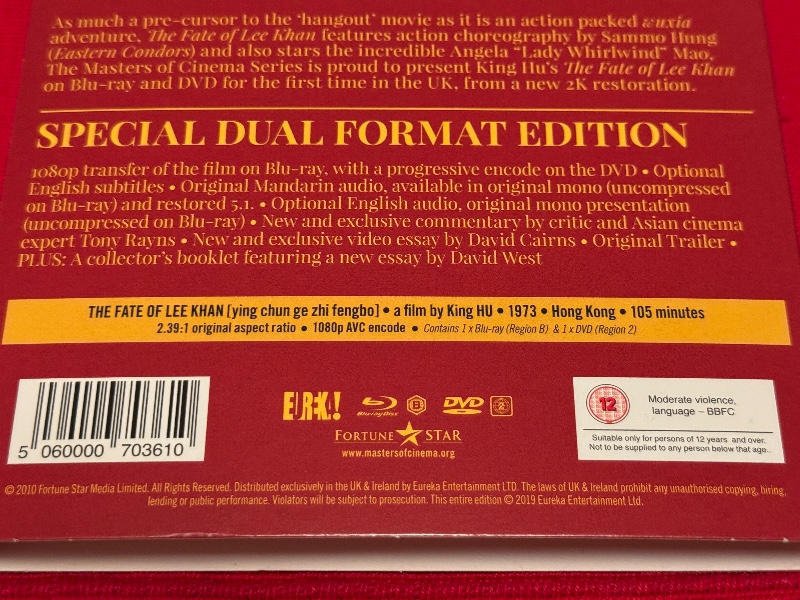 As much a pre-cursor to the 'hangout' movie as it is an action packed wuxia
adventure, The Fate of Lee Khan features action choreography by Sammo Hung
(Eastern Condors) and also stars the incredible Angela "Lady Whirlwind" Mao,
The Masters of Cinema Series is proud to present King Hu's The Fate of Lee Khan
on Blu-ray and DVD for the first time in the UK, from a new 2K restoration.
SPECIAL DUAL FORMAT EDITION
1080p transfer of the film on Blu-ray, with a progressive encode on the DVD • Optional
English subtitles • Original Mandarin audio, available in original mono (uncompressed
on Blu-ray) and restored 5.1. • Optional English audio, original mono presentation
(uncompressed on Blu-ray) • New and exclusive commentary by critic and Asian cinema
expert Tony Rayns • New and exclusive video essay by David Cairns • Original Trailer •
PLUS: A collector's booklet featuring a new essay by David West
THE FATE OF LEE KHAN [ying chun ge zhi fengbo] • a film by King HU • 1973 • Hong Kong • 105 minutes
2.39:1 original aspect ratio • 1080p AVC encode • Contains 1 x Blu-ray (Region B) & 1 x DVD (Region 2)
5 060000 703610
EUREKA! Blu-ray Disc B DVD VIDEO 2
FORTUNE STAR
www.mastersofcinema.org
12
Moderate violence,
language – BBFC
Suitable only for persons of 12 years and over.
Not to be supplied to any person below that age.
© 2010 Fortune Star Media Limited. All Rights Reserved. Distributed exclusively in the UK & Ireland by Eureka Entertainment LTD. The laws of UK & Ireland prohibit any unauthorised copying, hiring,
lending or public performance. Violators will be subject to prosecution. This entire edition © 2019 Eureka Entertainment Ltd.